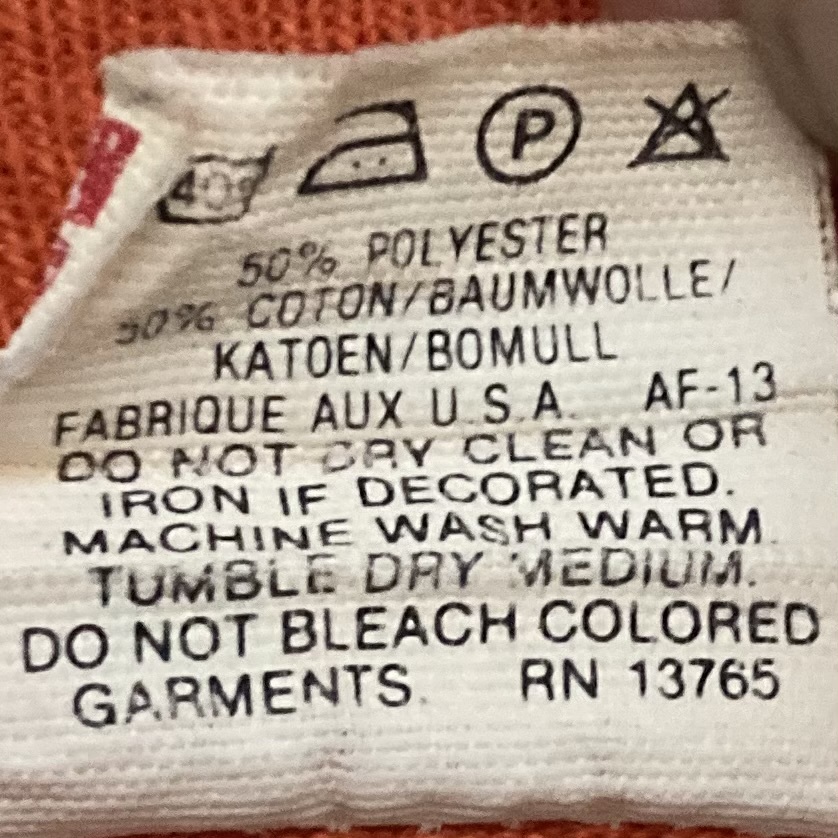 40°
P
50% POLYESTER
50% COTON/BAUMWOLLE/
KATOEN/BOMULL
FABRIQUE AUX U.S.A. AF-13
DO NOT DRY CLEAN OR
IRON IF DECORATED.
MACHINE WASH WARM.
TUMBLE DRY MEDIUM.
DO NOT BLEACH COLORED
GARMENTS. RN 13765